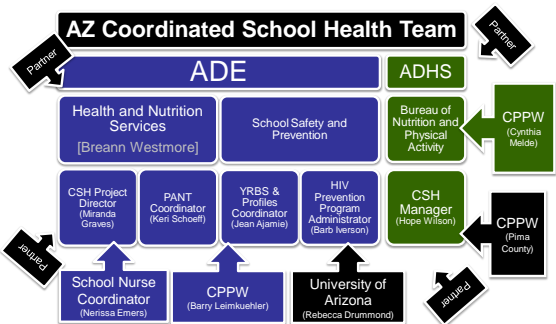 AZ Coordinated School Health Team
Partner
Partner
ADE
ADHS
Health and Nutrition
Services
[Breann Westmore]
School Safety and
Prevention
Bureau of
Nutrition and
Physical
Activity
CPPW
(Cynthia
Melde)
CSH Project
Director
(Miranda
Graves)
PANT
Coordinator
(Keri Schoeff)
YRBS &
Profiles
Coordinator
(Jean Ajamie)
HIV
Prevention
Program
Administrator
(Barb Iverson)
CSH
Manager
(Hope Wilson)
CPPW
(Pima
County)
Partner
Partner
School Nurse
Coordinator
(Nerissa Emers)
CPPW
(Barry Leimkuehler)
University of
Arizona
(Rebecca Drummond)